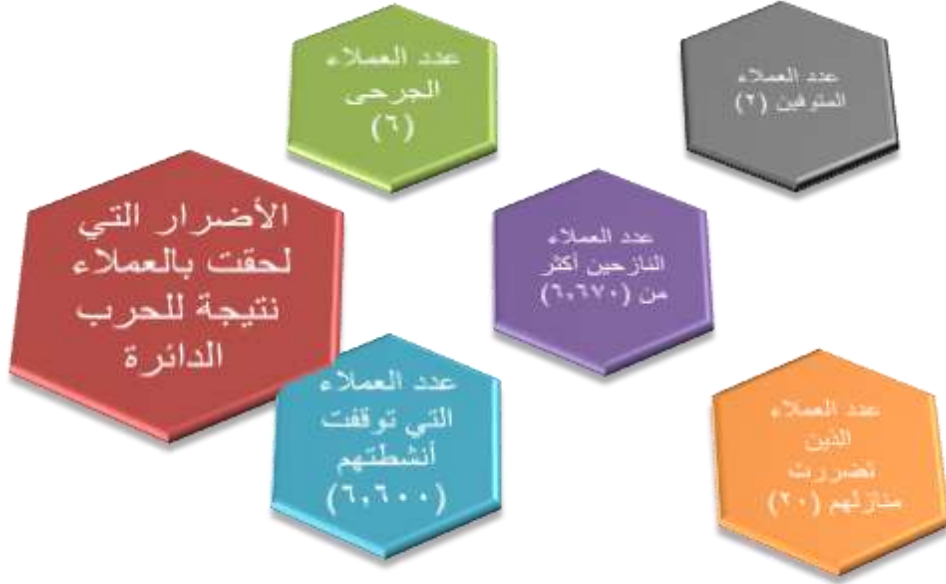 الأضرار التي
لحقت بالعملاء
نتيجة للحرب
الدائرة
عدد العملاء
الجرحى
(٦)
عدد العملاء
المتوفين (٢)
عدد العملاء
النازحين أكثر
من (٦,٦٧٠)
عدد العملاء
التي توقفت
أنشطتهم
(٦,٦٠٠)
عدد العملاء
الذين
تضررت
منازلهم (٢٠)